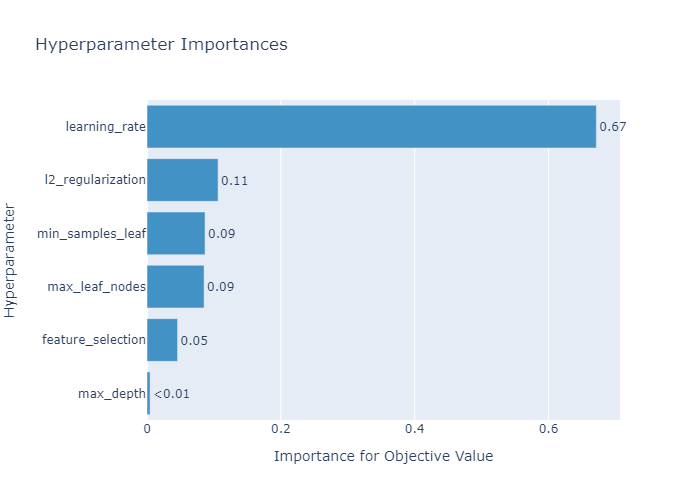 Hyperparameter Importances
Hyperparameter
learning_rate 0.67
l2_regularization 0.11
min_samples_leaf 0.09
max_leaf_nodes 0.09
feature_selection 0.05
max_depth <0.01
0 0.2 0.4 0.6
Importance for Objective Value